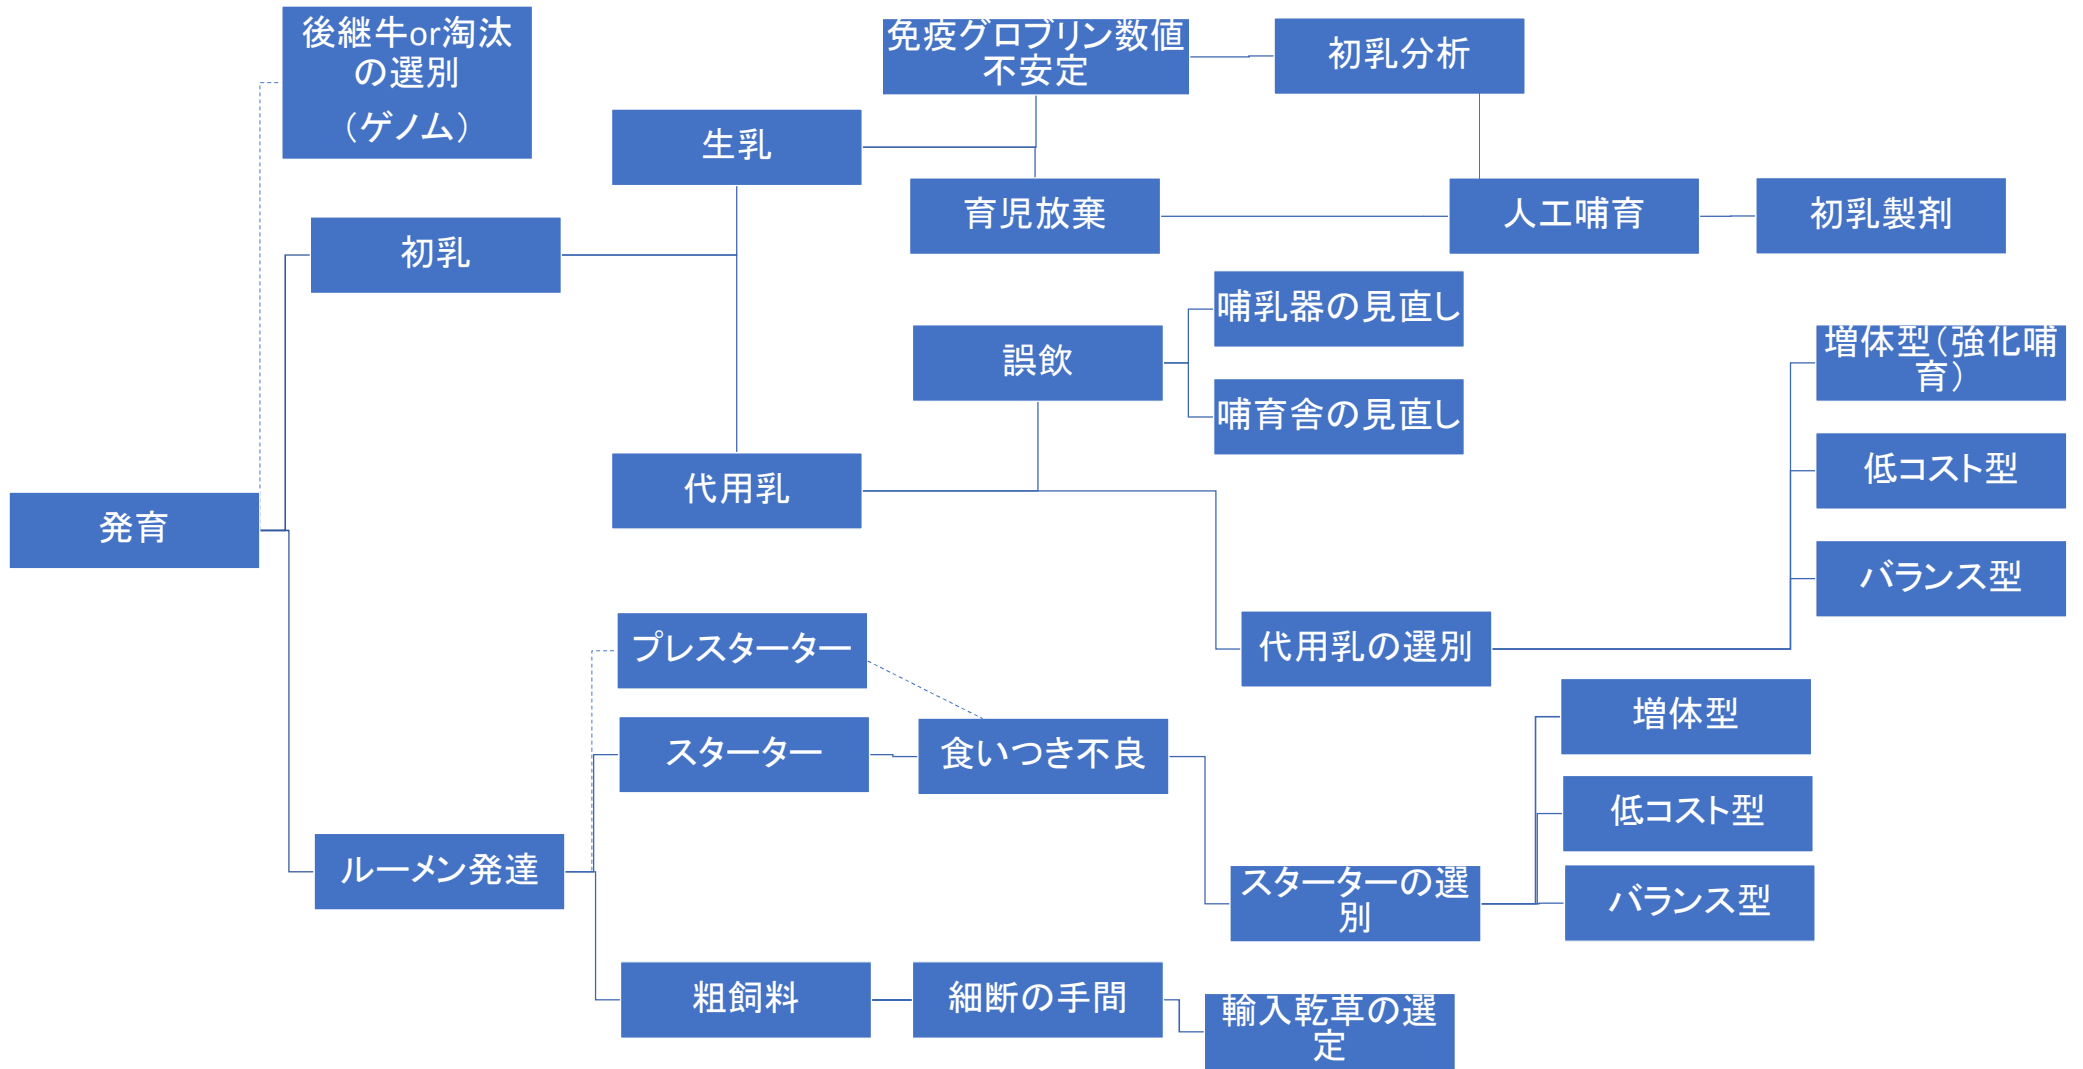 後継牛or淘汰
の選別
（ゲノム）
免疫グロブリン数値
不安定
初乳分析
生乳
育児放棄
人工哺育
初乳製剤
初乳
哺乳器の見直し
誤飲
哺育舎の見直し
増体型（強化哺
育）
低コスト型
代用乳
発育
バランス型
プレスターター
代用乳の選別
スターター
食いつき不良
増体型
低コスト型
ルーメン発達
スターターの選
別
バランス型
粗飼料
細断の手間
輸入乾草の選
定